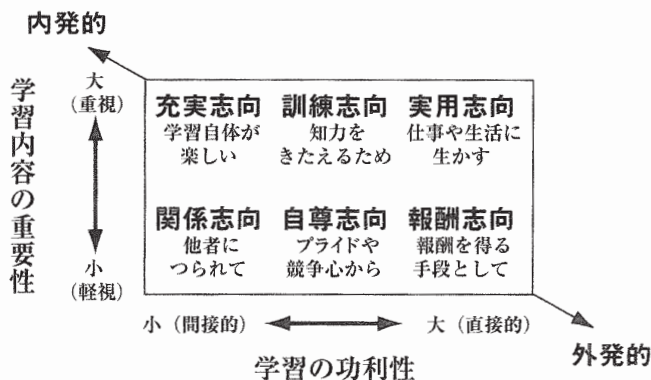 内発的
学習内容の重要性
大
(重視)
小
(軽視)
充実志向 訓練志向 実用志向
学習自体が 知力を 仕事や生活に
楽しい きたえるため 生かす
関係志向 自尊志向 報酬志向
他者に プライドや 報酬を得る
つられて 競争心から 手段として
小(間接的) 大(直接的)
学習の功利性
外発的